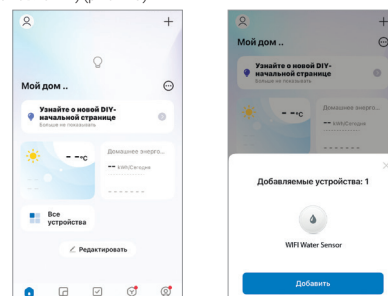 Мой дом ..
Узнайте о новой DIY-
начальной странице
Больше не показывать
- -°C
Домашнее энерго...
-- kWh/Сегодня
Все
устройства
Редактировать
Мой дом ..
Узнайте о новой DIY-
начальной странице
Больше не показывать
- -°C
Домашнее энерго...
-- kWh/Сегодня
Добавляемые устройства: 1
WIFI Water Sensor
Добавить